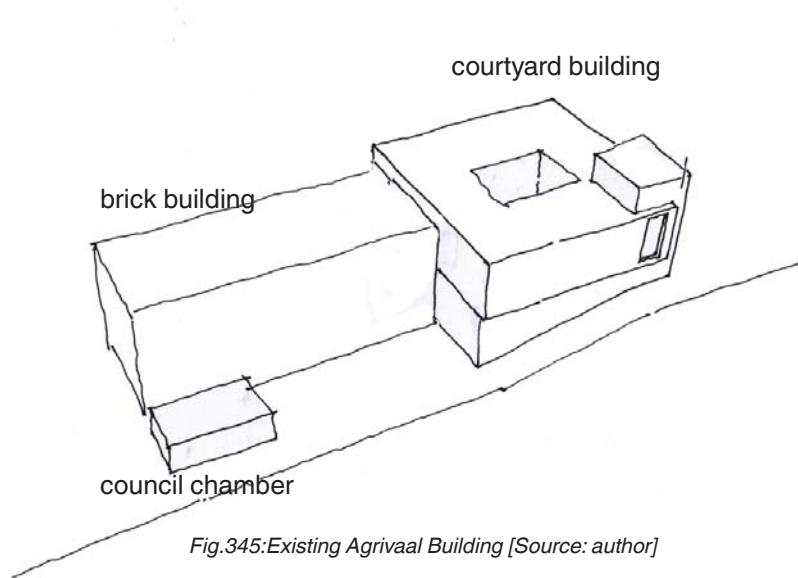 courtyard building
brick building
council chamber
Fig.345:Existing Agrivaal Building [Source: author]